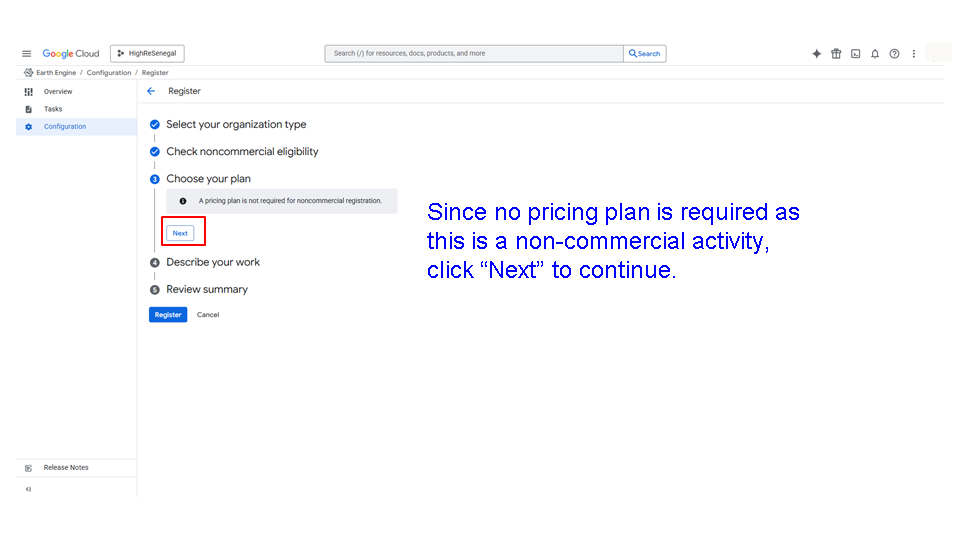 Google Cloud
HighReSenegal
Search (/) for resources, docs, products, and more
Search
Earth Engine / Configuration / Register
Overview
Tasks
Configuration
Register
Select your organization type
Check noncommercial eligibility
3 Choose your plan
A pricing plan is not required for noncommercial registration.
Next
4 Describe your work
5 Review summary
Register
Cancel
Since no pricing plan is required as
this is a non-commercial activity,
click “Next” to continue.
Release Notes